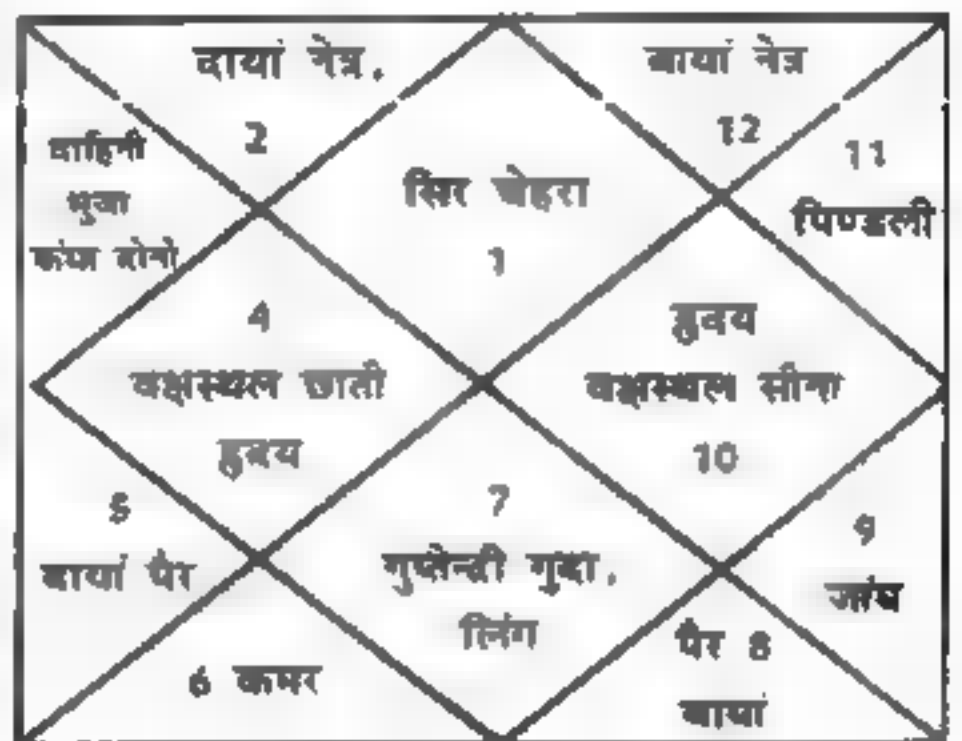 दायां नेत्र.
2
बायां नेत्र
12
दाहिनी
भुजा
कंधा दोनो
11
पिण्डली
सिर चेहरा
1
4
वक्षस्थल छाती
हृदय
हृदय
वक्षस्थल सीना
10
5
बायां पैर
7
गुप्तेन्द्री गुदा.
लिंग
9
जांघ
6 कमर
पैर 8
बायां